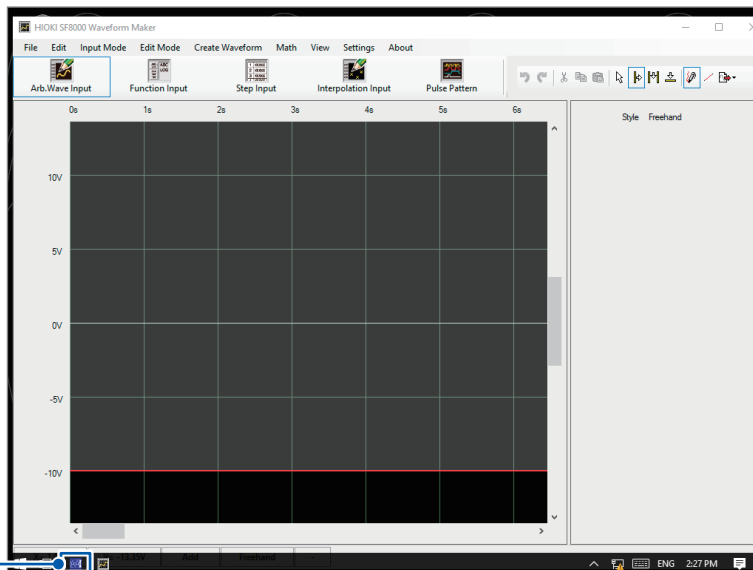 HIOKI SF8000 Waveform Maker
File Edit Input Mode Edit Mode Create Waveform Math View Settings About
Arb.Wave Input Function Input Step Input Interpolation Input Pulse Pattern
0s 1s 2s 3s 4s 5s 6s
Style Freehand
10V
5V
0V
-5V
-10V
-13.35V Add Freehand
ENG 2:27 PM